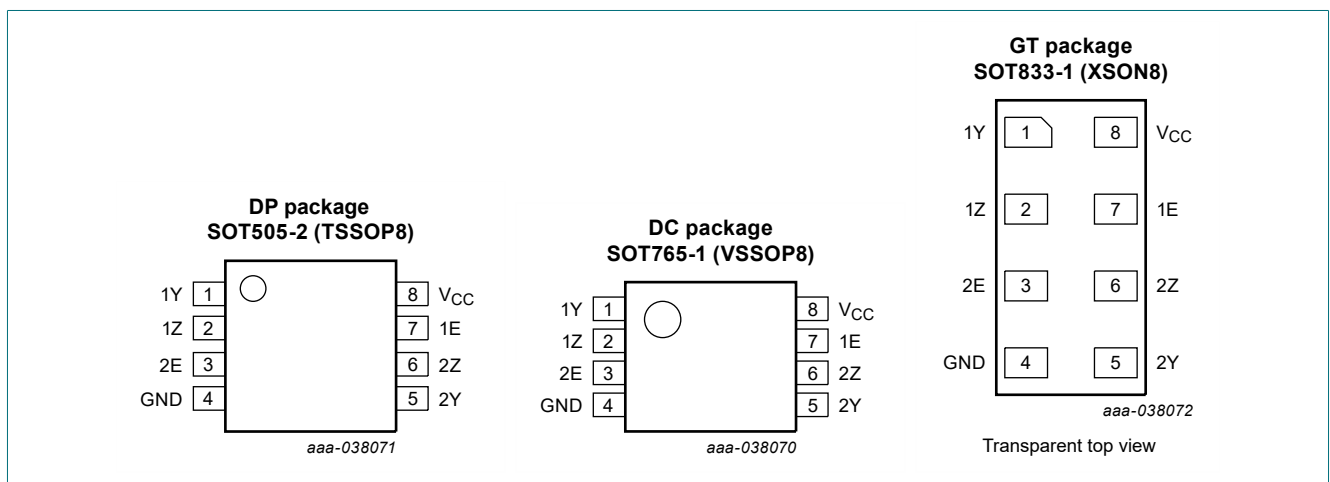 DP package
SOT505-2 (TSSOP8)
1Y 1 8 VCC
1Z 2 7 1E
2E 3 6 2Z
GND 4 5 2Y
aaa-038071
DC package
SOT765-1 (VSSOP8)
1Y 1 8 VCC
1Z 2 7 1E
2E 3 6 2Z
GND 4 5 2Y
aaa-038070
GT package
SOT833-1 (XSON8)
1Y 1 8 VCC
1Z 2 7 1E
2E 3 6 2Z
GND 4 5 2Y
aaa-038072
Transparent top view